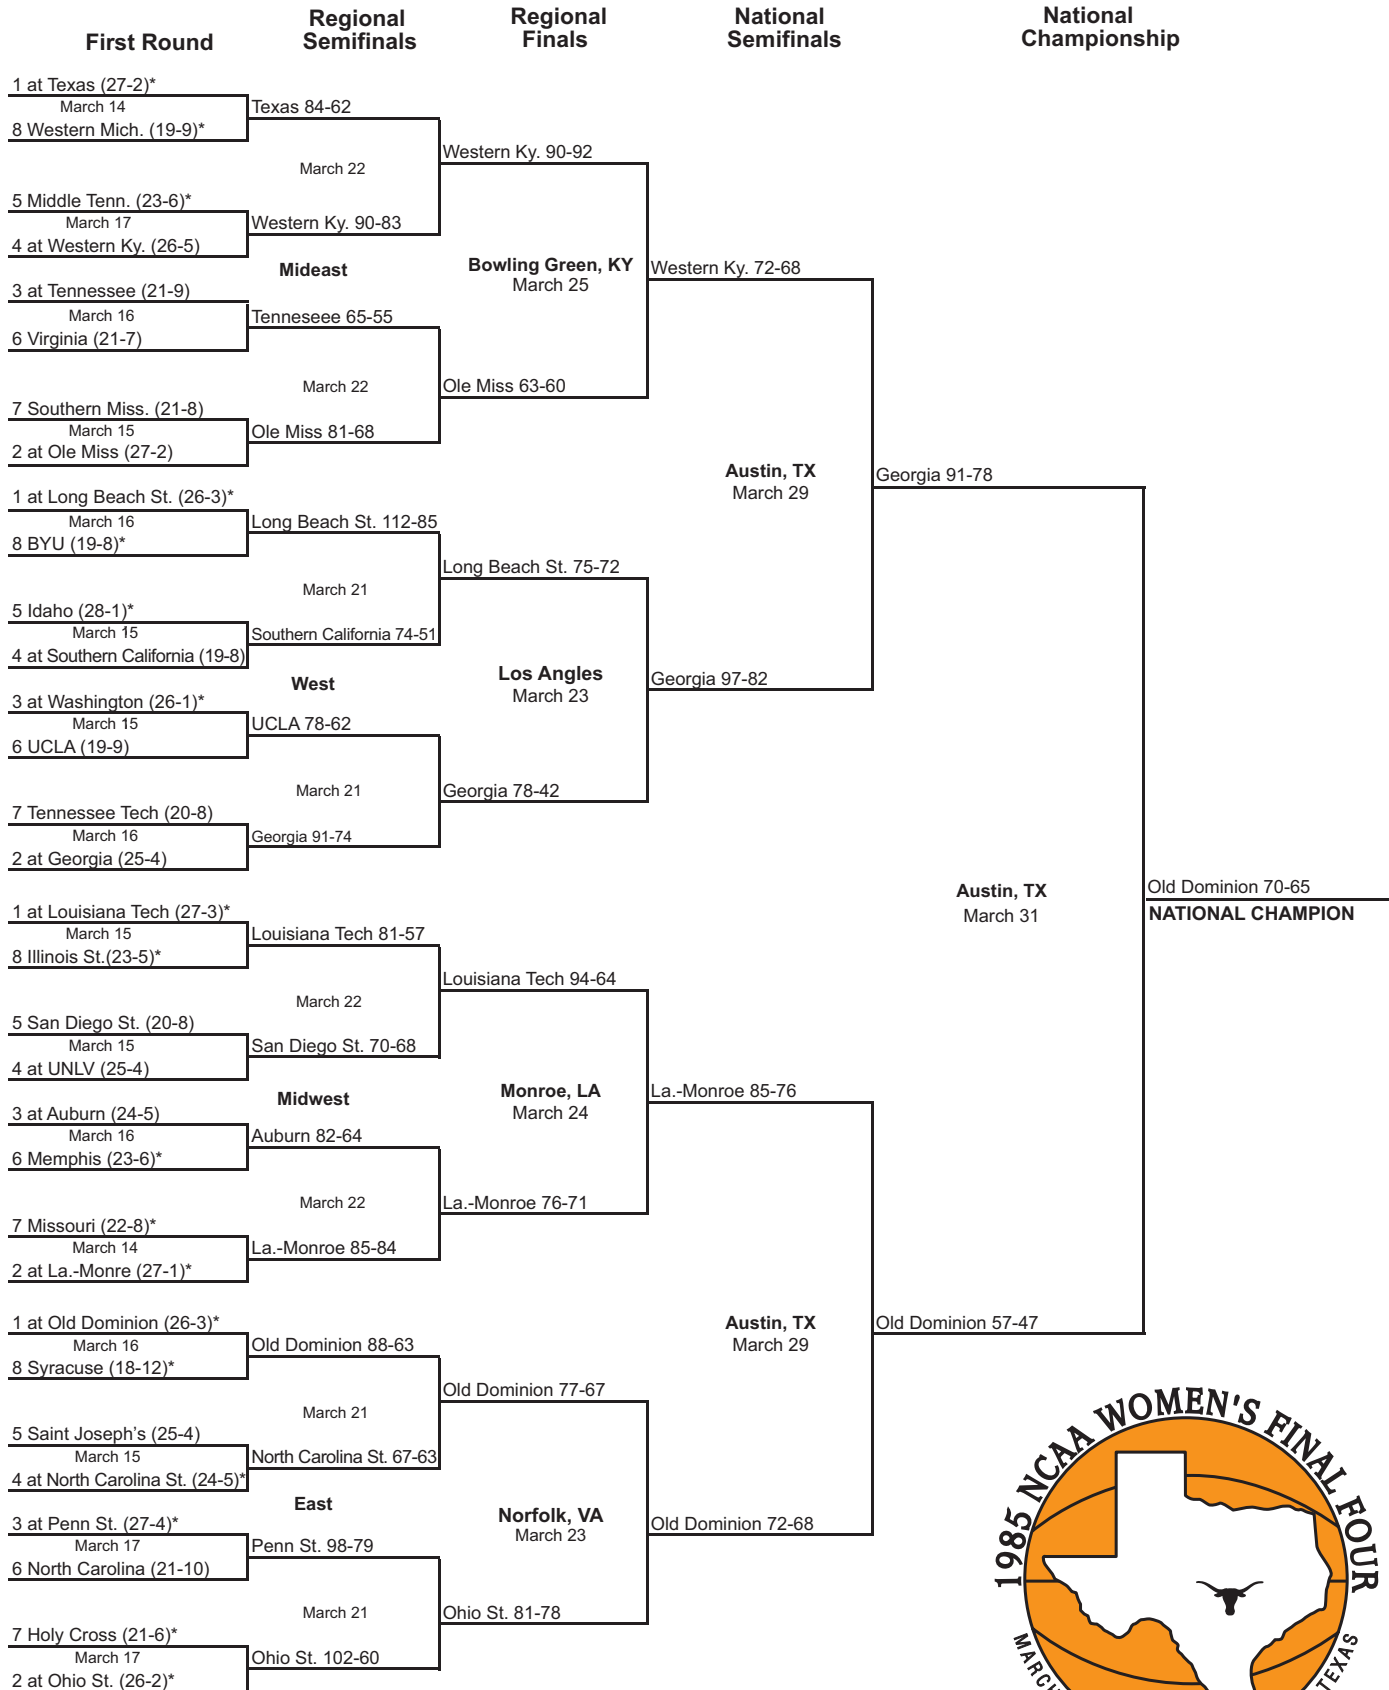 First Round
Regional
Semifinals
Regional
Finals
National
Semifinals
National
Championship
1 at Texas (27-2)*
March 14
8 Western Mich. (19-9)*
Texas 84-62
March 22
5 Middle Tenn. (23-6)*
March 17
4 at Western Ky. (26-5)
Western Ky. 90-83
Western Ky. 90-92
Mideast
3 at Tennessee (21-9)
March 16
6 Virginia (21-7)
Tenneseee 65-55
March 22
7 Southern Miss. (21-8)
March 15
2 at Ole Miss (27-2)
Ole Miss 81-68
Ole Miss 63-60
Bowling Green, KY
March 25
Western Ky. 72-68
1 at Long Beach St. (26-3)*
March 16
8 BYU (19-8)*
Long Beach St. 112-85
March 21
5 Idaho (28-1)*
March 15
4 at Southern California (19-8)
Southern California 74-51
Long Beach St. 75-72
West
3 at Washington (26-1)*
March 15
6 UCLA (19-9)
UCLA 78-62
March 21
7 Tennessee Tech (20-8)
March 16
2 at Georgia (25-4)
Georgia 91-74
Georgia 78-42
Los Angles
March 23
Georgia 97-82
Austin, TX
March 29
Georgia 91-78
1 at Louisiana Tech (27-3)*
March 15
8 Illinois St.(23-5)*
Louisiana Tech 81-57
March 22
5 San Diego St. (20-8)
March 15
4 at UNLV (25-4)
San Diego St. 70-68
Louisiana Tech 94-64
Midwest
3 at Auburn (24-5)
March 16
6 Memphis (23-6)*
Auburn 82-64
March 22
7 Missouri (22-8)*
March 14
2 at La.-Monre (27-1)*
La.-Monroe 85-84
La.-Monroe 76-71
Monroe, LA
March 24
La.-Monroe 85-76
1 at Old Dominion (26-3)*
March 16
8 Syracuse (18-12)*
Old Dominion 88-63
March 21
5 Saint Joseph's (25-4)
March 15
4 at North Carolina St. (24-5)*
North Carolina St. 67-63
Old Dominion 77-67
East
3 at Penn St. (27-4)*
March 17
6 North Carolina (21-10)
Penn St. 98-79
March 21
7 Holy Cross (21-6)*
March 17
2 at Ohio St. (26-2)*
Ohio St. 102-60
Ohio St. 81-78
Norfolk, VA
March 23
Old Dominion 72-68
Austin, TX
March 29
Old Dominion 57-47
Austin, TX
March 31
Old Dominion 70-65
NATIONAL CHAMPION
1985 NCAA WOMEN'S FINAL FOUR
MARCH
TEXAS